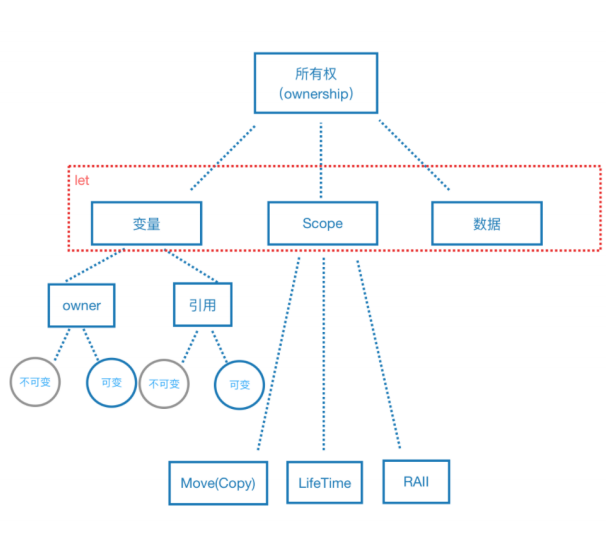 所有权
（ownership）
let
变量
Scope
数据
owner
引用
不可变
可变
不可变
可变
Move(Copy)
LifeTime
RAII